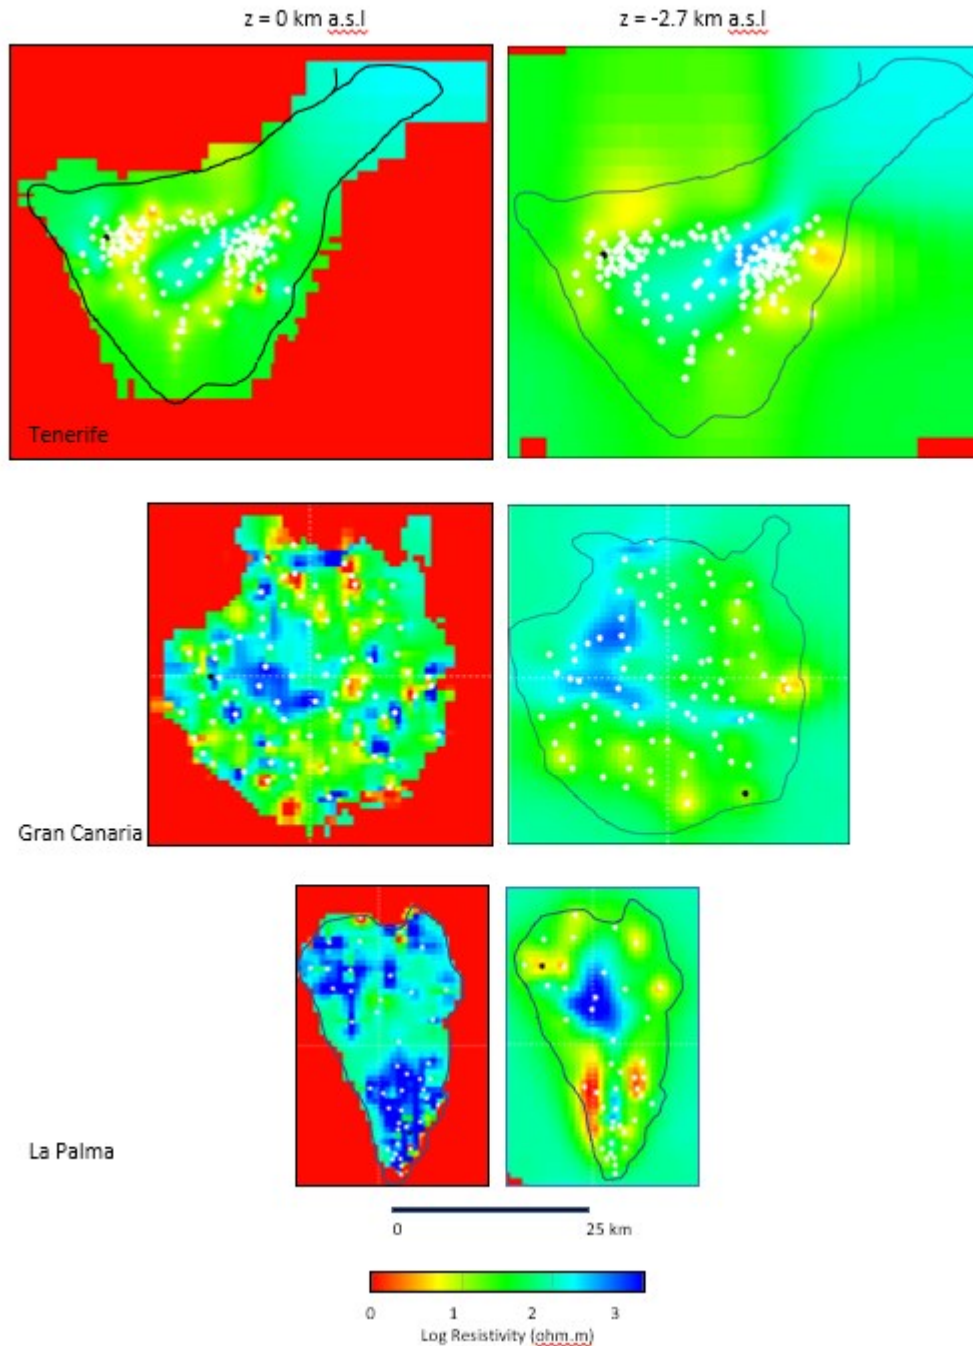 z = 0 km a.s.l
z = -2.7 km a.s.l
Tenerife
Gran Canaria
La Palma
0 25 km
0 1 2 3
Log Resistivity (ohm.m)